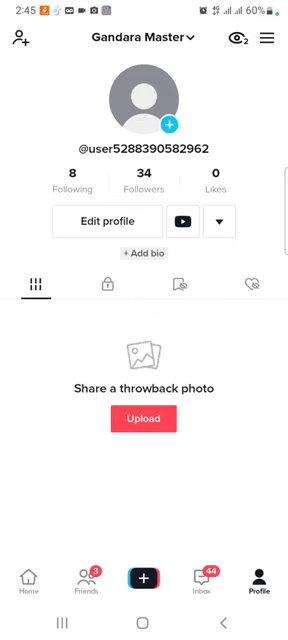 2:45 60%
Gandara Master
2
@user5288390582962
8 34 0
Following Followers Likes
Edit profile
+ Add bio
Share a throwback photo
Upload
3 44
Home Friends Inbox Profile